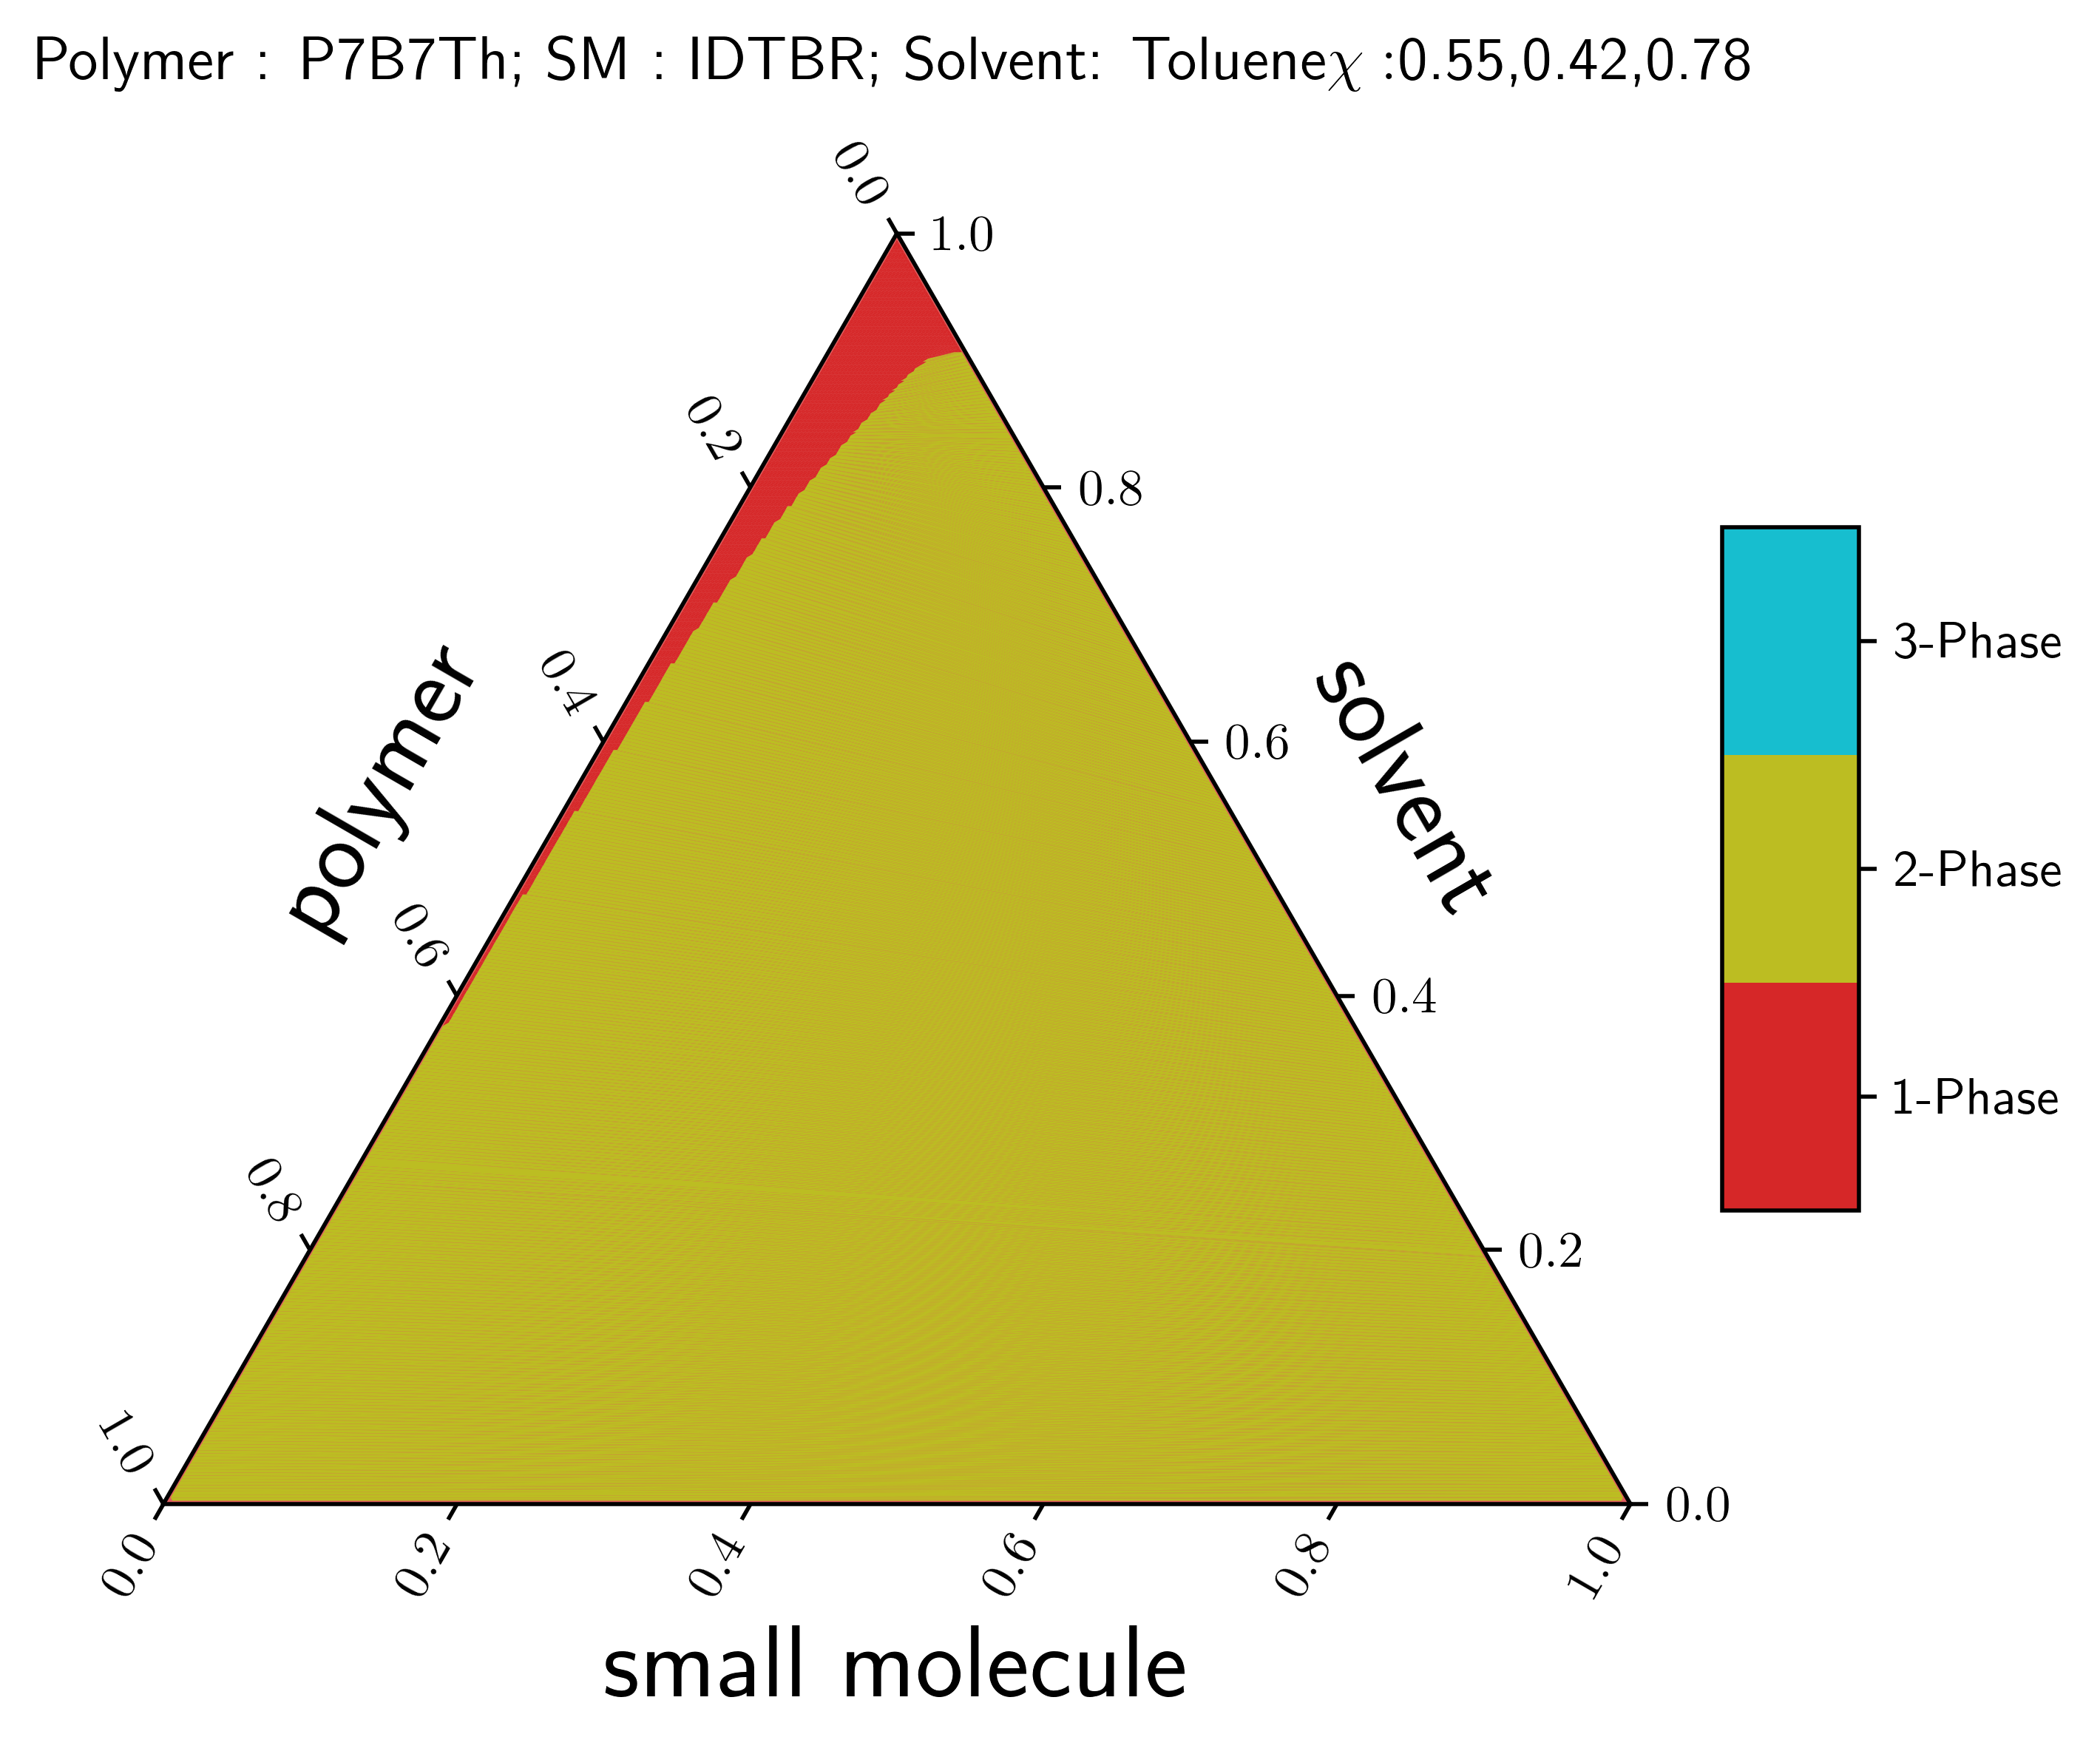 Polymer : P7B7Th; SM : IDTBR; Solvent: Tolueneχ :0.55,0.42,0.78
0.0
1.0
0.2
0.8
0.4
0.6
polymer
solvent
0.6
0.4
0.8
0.2
1.0
0.0
0.0
0.2
0.4
0.6
0.8
1.0
small molecule
3-Phase
2-Phase
1-Phase